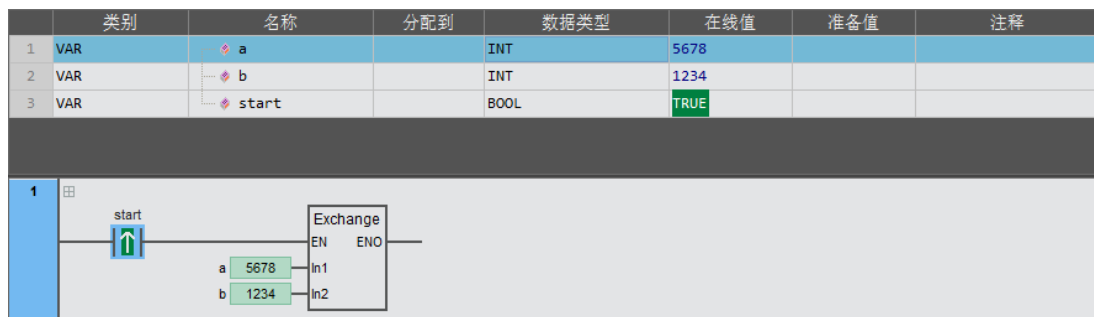 类别 名称 分配到 数据类型 在线值 准备值 注释
1 VAR a INT 5678
2 VAR b INT 1234
3 VAR start BOOL TRUE
1
start
Exchange
EN ENO
a 5678 In1
b 1234 In2